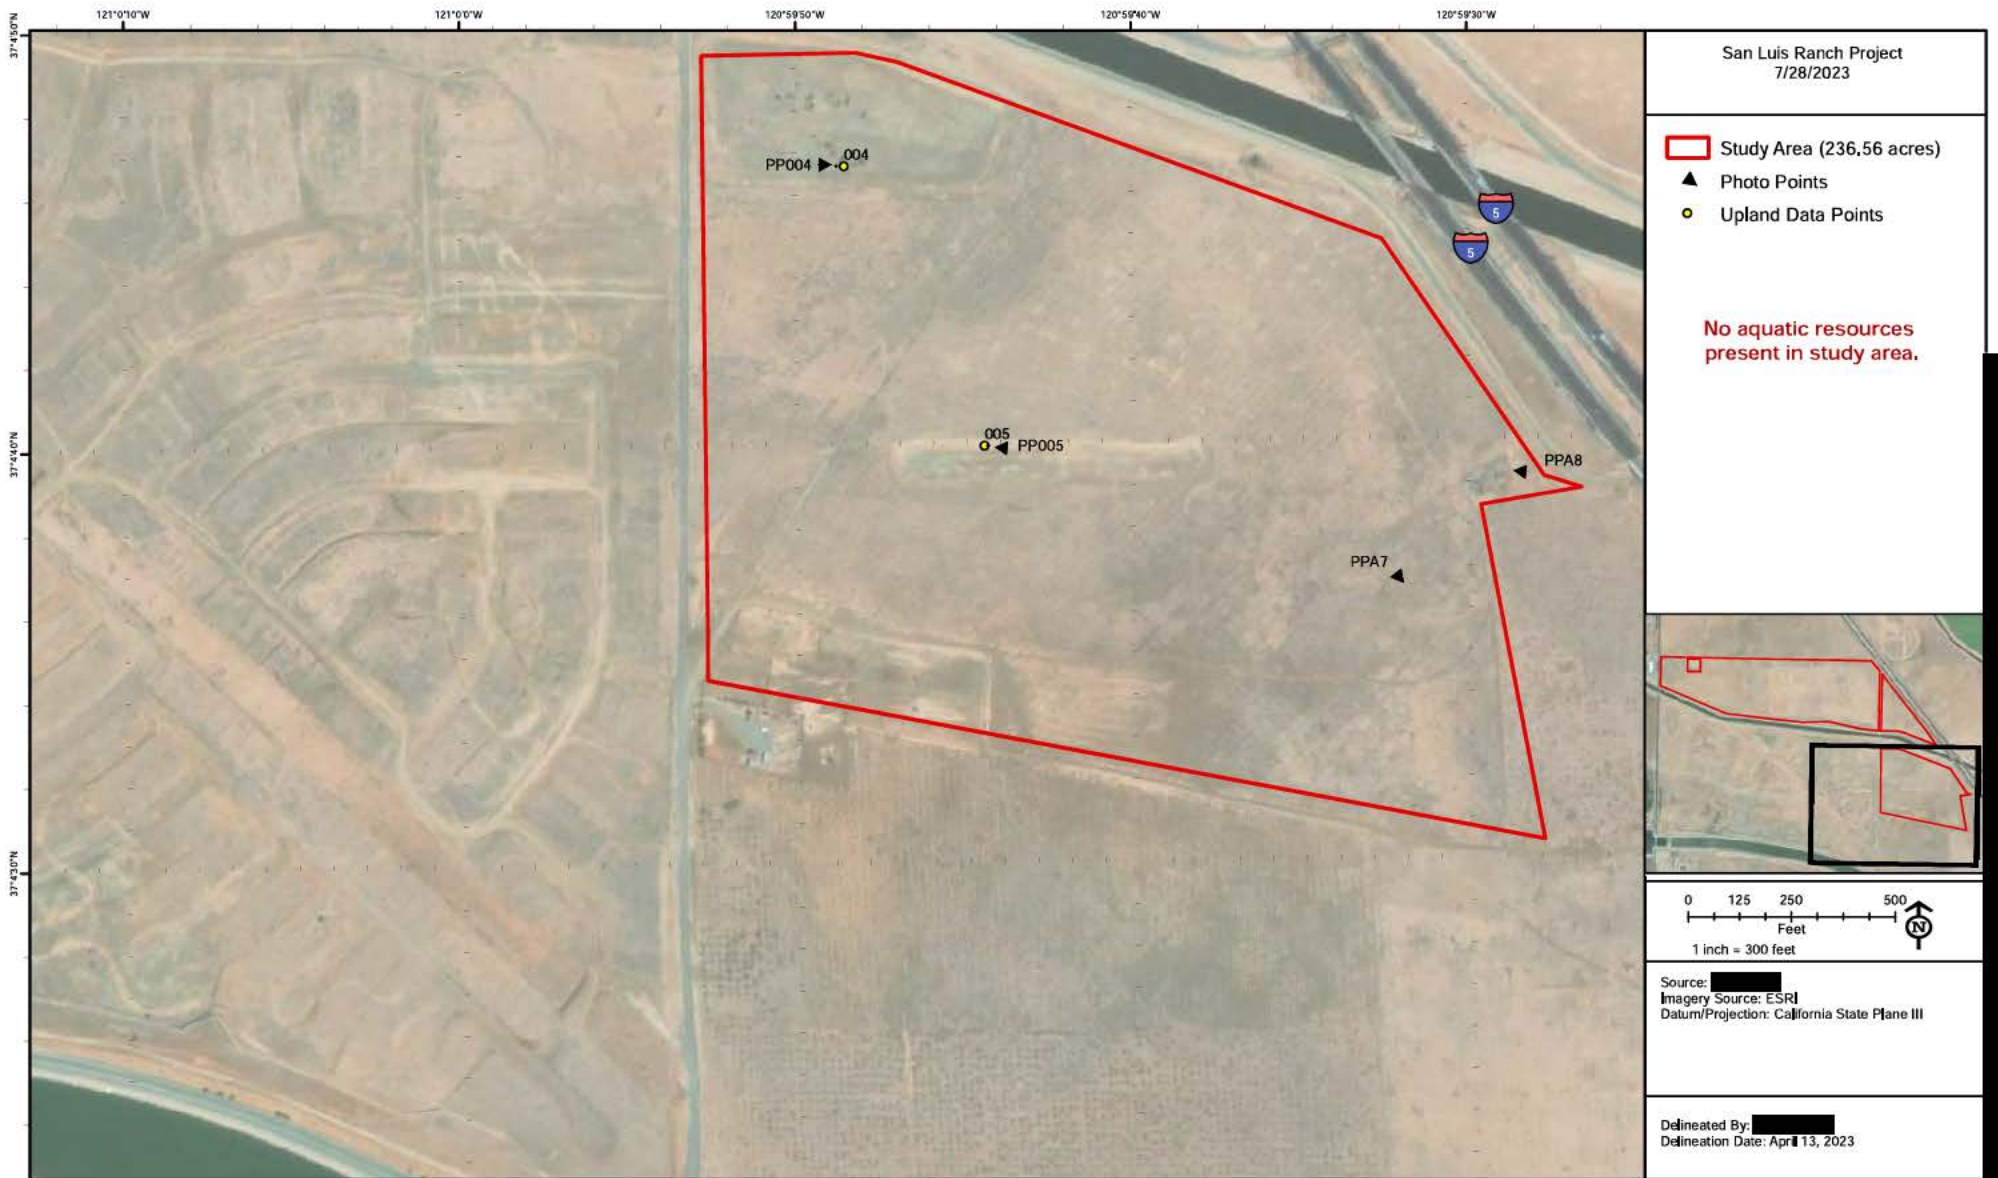 121°0'10"W
121°0'0"W
120°59'50"W
120°59'40"W
120°59'30"W
37°4'50"N
37°4'40"N
37°4'30"N
PP004
004
005
PP005
PPA8
PPA7
5
5
San Luis Ranch Project
7/28/2023
Study Area (236.56 acres)
Photo Points
Upland Data Points
No aquatic resources
present in study area.
0 125 250 500
Feet
N
1 inch = 300 feet
Source:
Imagery Source: ESRI
Datum/Projection: California State Plane III
Delineated By:
Delineation Date: April 13, 2023